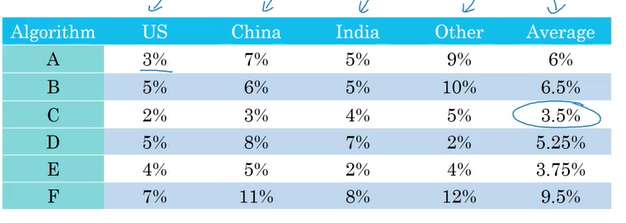 Algorithm US China India Other Average
A 3% 7% 5% 9% 6%
B 5% 6% 5% 10% 6.5%
C 2% 3% 4% 5% 3.5%
D 5% 8% 7% 2% 5.25%
E 4% 5% 2% 4% 3.75%
F 7% 11% 8% 12% 9.5%